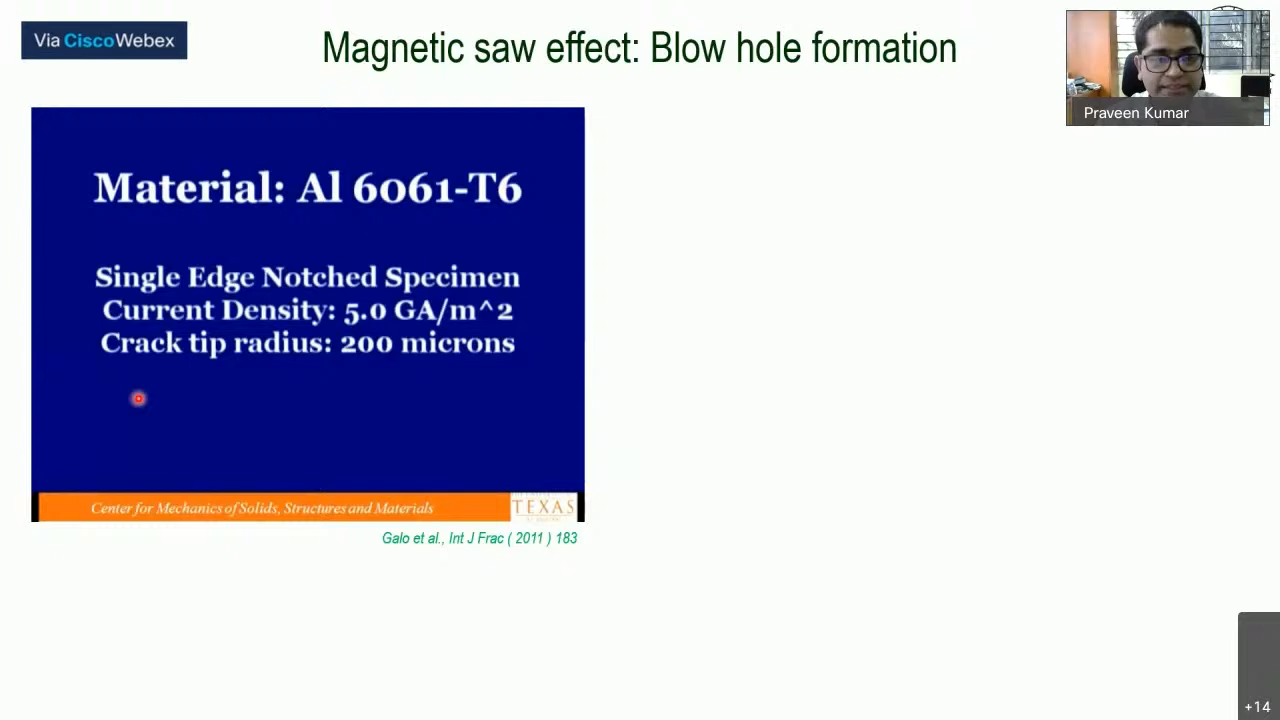 Via CiscoWebex
Magnetic saw effect: Blow hole formation
Praveen Kumar
Material: Al 6061-T6
Single Edge Notched Specimen
Current Density: 5.0 GA/m^2
Crack tip radius: 200 microns
Center for Mechanics of Solids, Structures and Materials
TEXAS
Galo et al., Int J Frac ( 2011 ) 183
+14